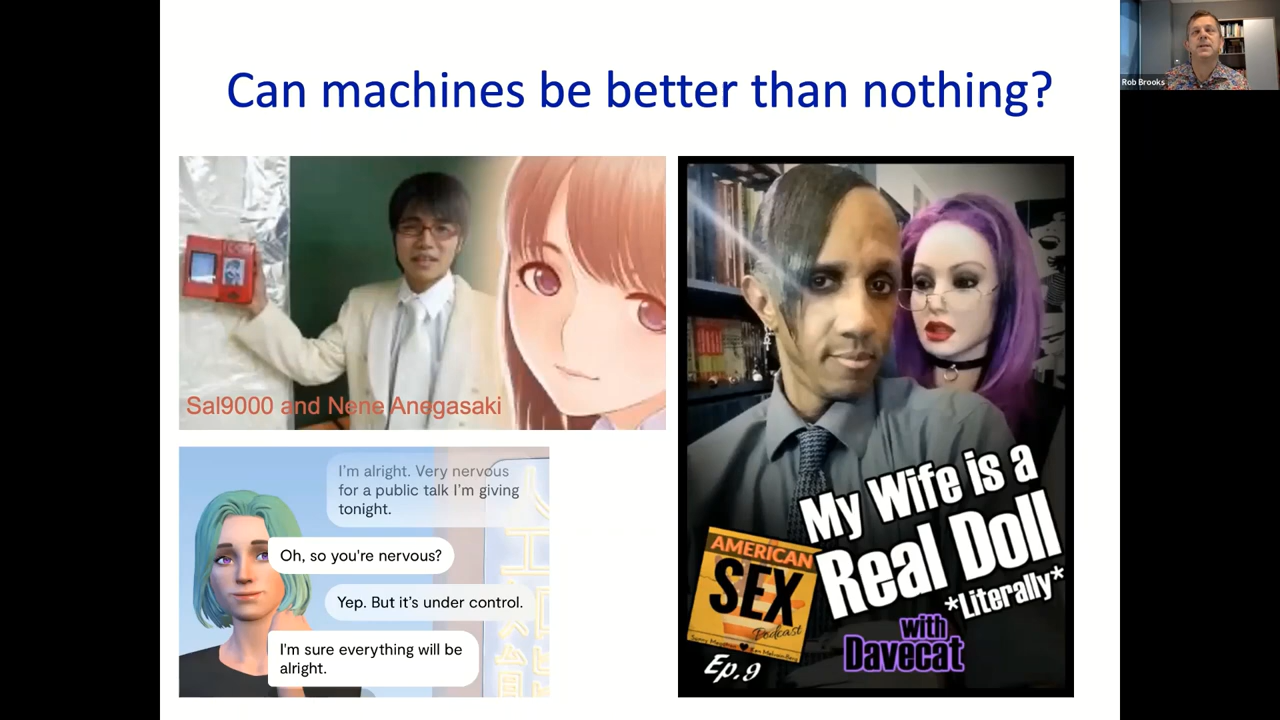 Can machines be better than nothing?
Rob Brooks
Sal9000 and Nene Anegasaki
I'm alright. Very nervous
for a public talk I'm giving
tonight.
Oh, so you're nervous?
Yep. But it's under control.
I'm sure everything will be
alright.
My Wife is a
Real Doll
*Literally*
with
Davecat
AMERICAN
SEX
Podcast
Ep.9